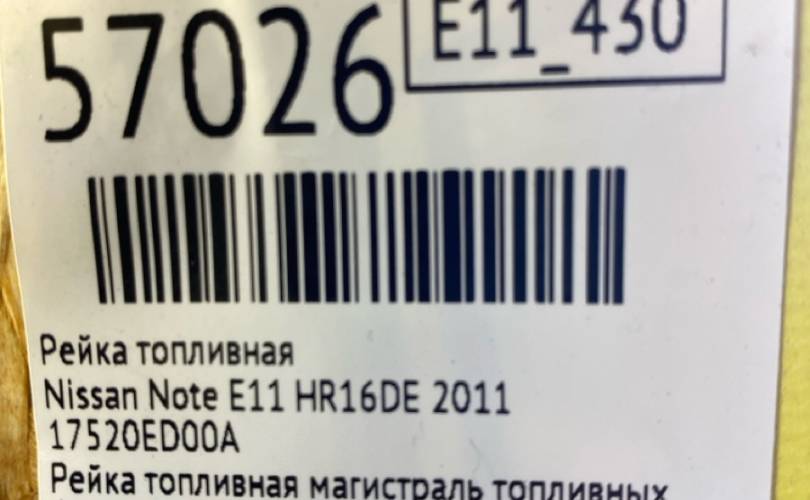 57026
E11_430
Рейка топливная
Nissan Note E11 HR16DE 2011
17520ED00A
Рейка топливная магистраль топливных